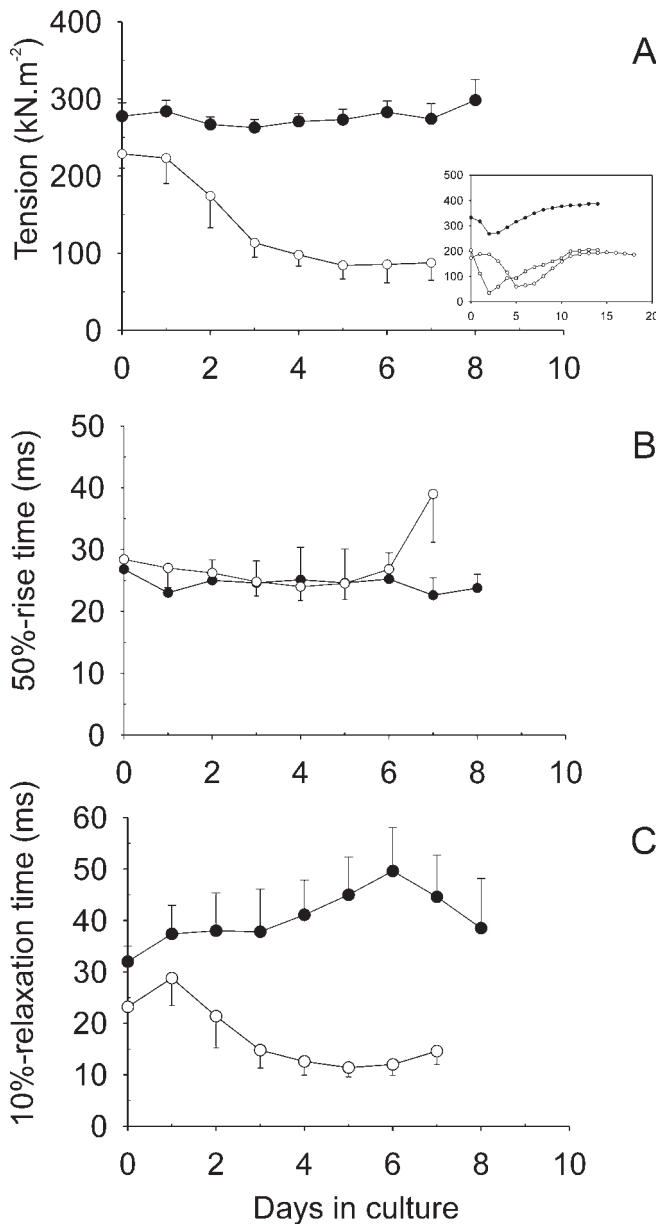 A
Tension (kN.m-2)
400
300
200
100
0
0 2 4 6 8 10
500
400
300
200
100
0
0 5 10 15 20
B
50%-rise time (ms)
50
40
30
20
10
0
0 2 4 6 8 10
C
10%-relaxation time (ms)
60
50
40
30
20
10
0
0 2 4 6 8 10
Days in culture